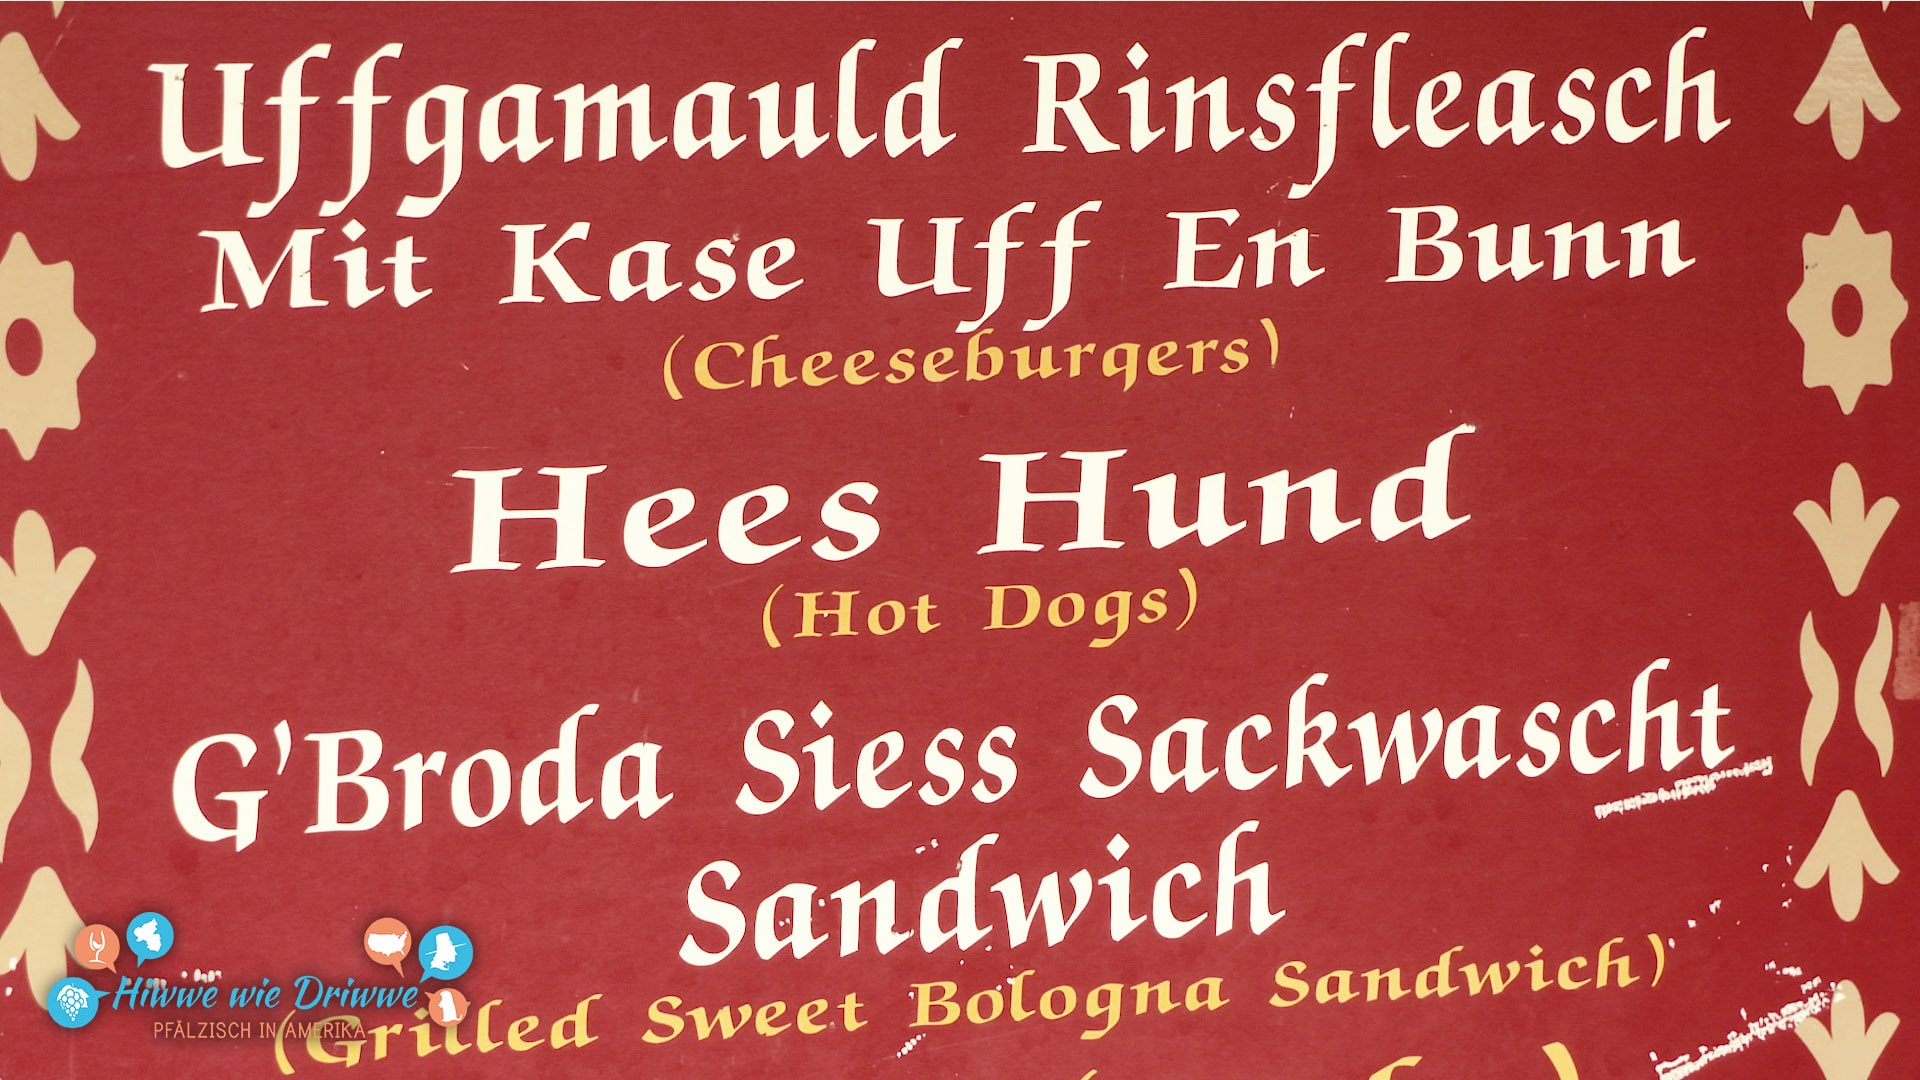 Uffgamauld Rinsfleasch
Mit Kase Uff En Bunn
(Cheeseburgers)
Hees Hund
(Hot Dogs)
G'Broda Siess Sackwascht
Sandwich
(Grilled Sweet Bologna Sandwich)
Hiwwe wie Driwwe
PFÄLZISCH IN AMERIKA